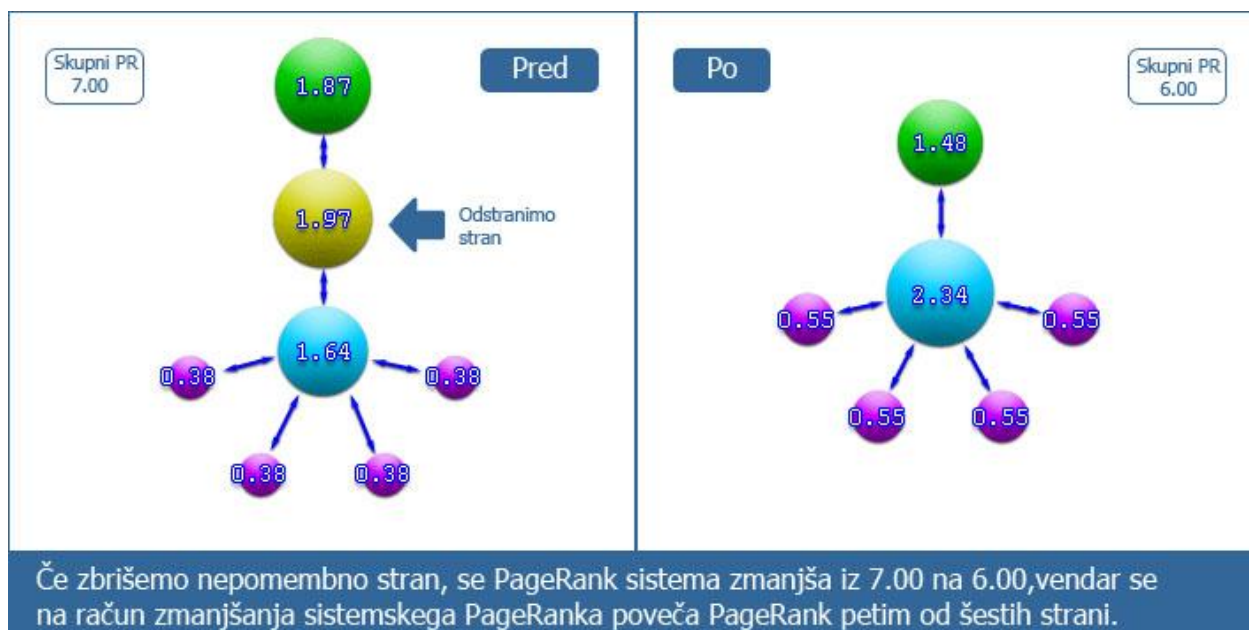 Skupni PR
7.00
Pred
1.87
1.97
Odstranimo
stran
1.64
0.38
0.38
0.38
0.38
Po
Skupni PR
6.00
1.48
2.34
0.55
0.55
0.55
0.55
Če zbrišemo nepomembno stran, se PageRank sistema zmanjša iz 7.00 na 6.00,vendar se
na račun zmanjšanja sistemskega PageRanka poveča PageRank petim od šestih strani.